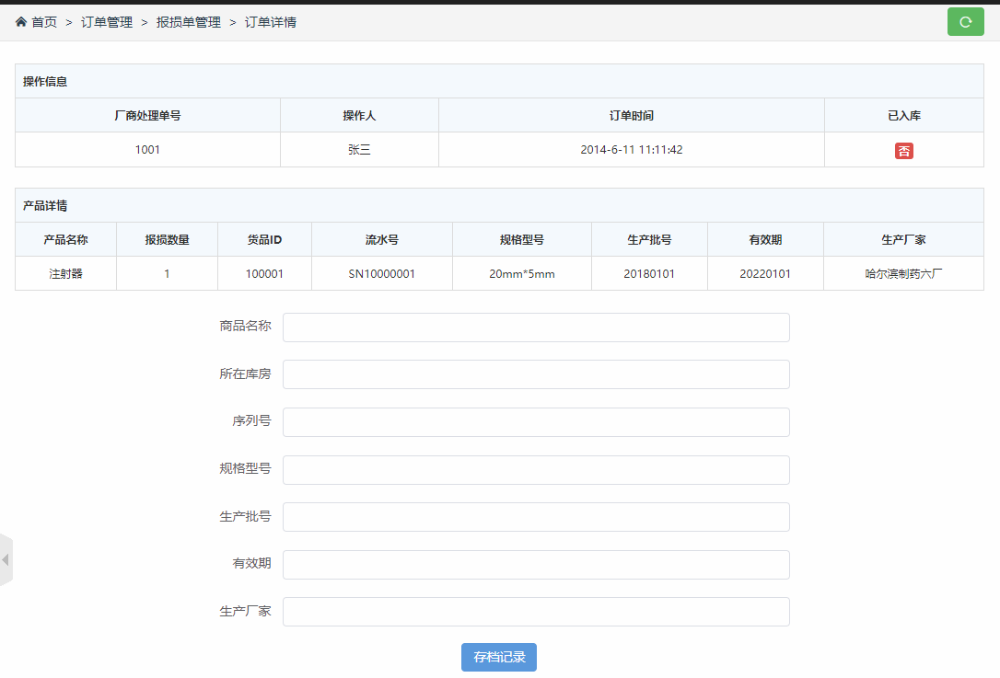 首页 > 订单管理 > 报损单管理 > 订单详情
操作信息
厂商处理单号 操作人 订单时间 已入库
1001 张三 2014-6-11 11:11:42 否
产品详情
产品名称 报损数量 货品ID 流水号 规格型号 生产批号 有效期 生产厂家
注射器 1 100001 SN10000001 20mm*5mm 20180101 20220101 哈尔滨制药六厂
商品名称
所在库房
序列号
规格型号
生产批号
有效期
生产厂家
存档记录